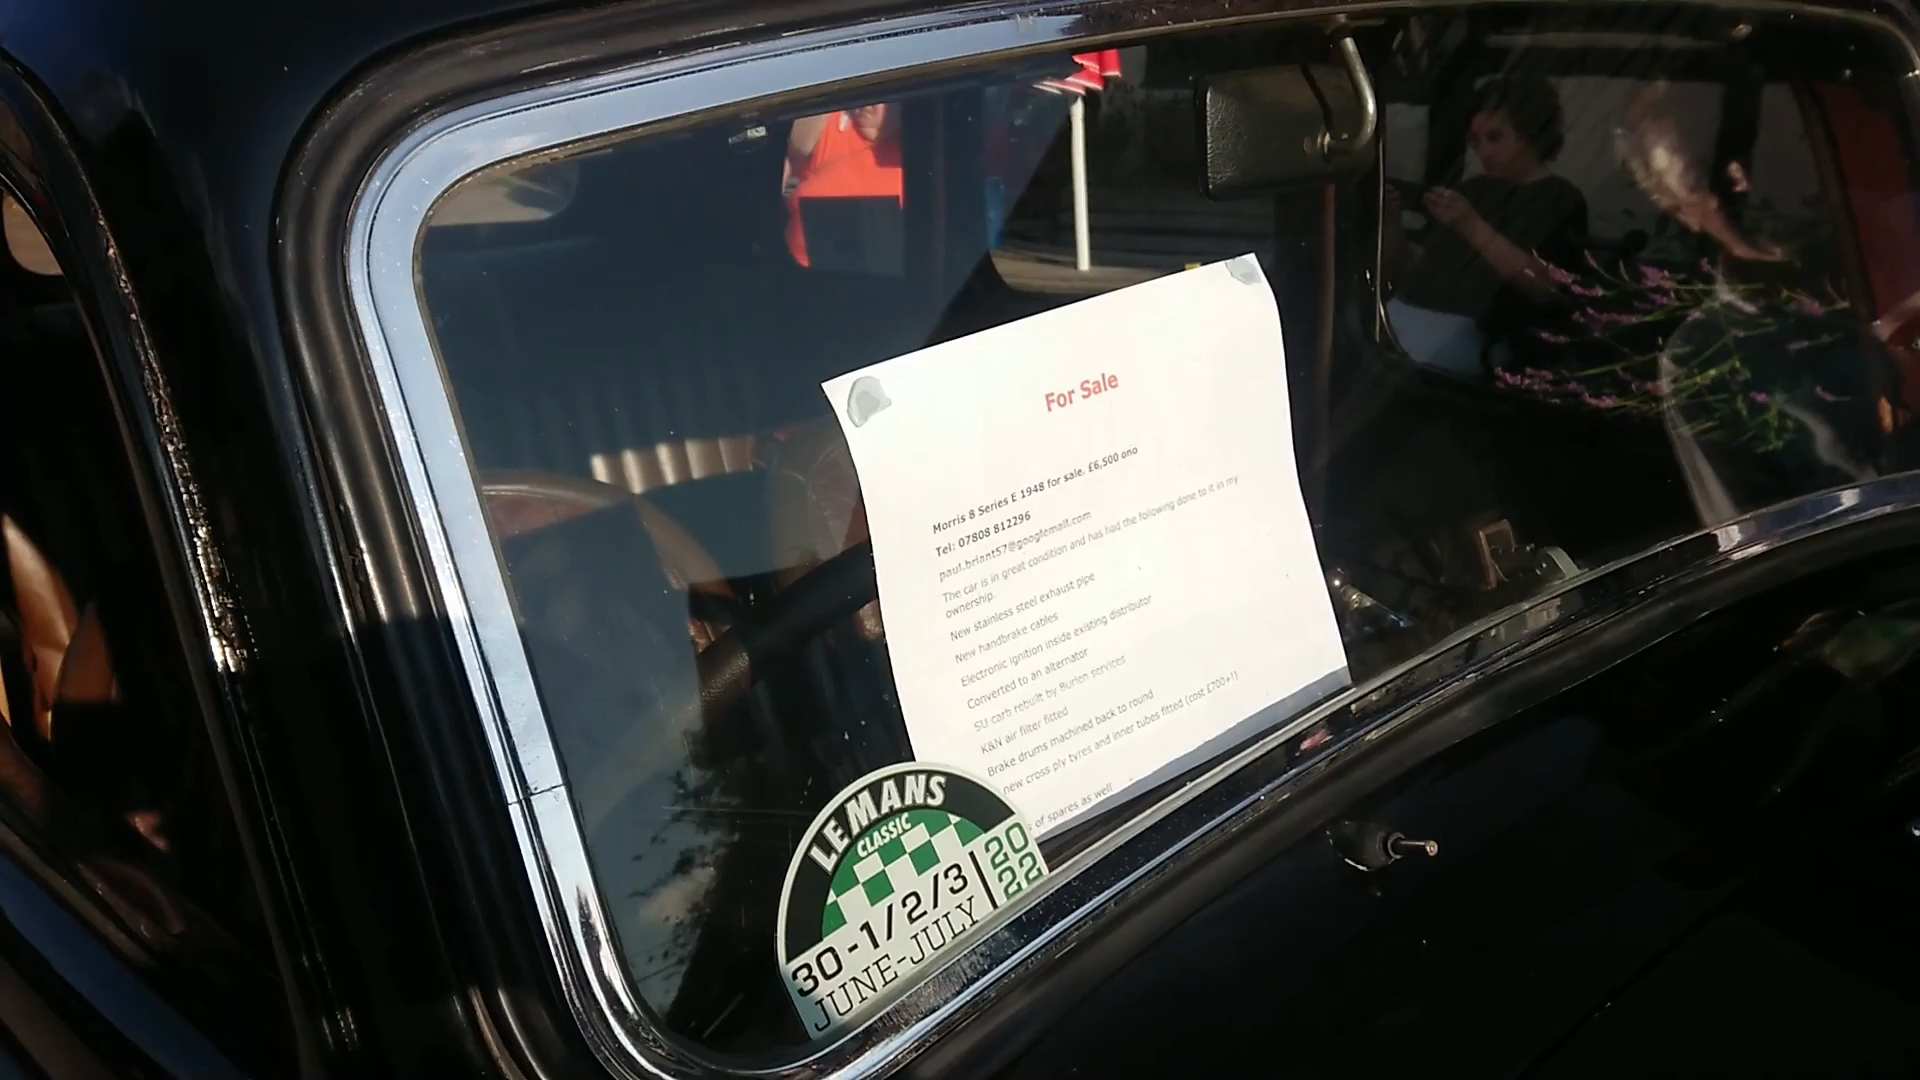 For Sale
Morris 8 Series E 1948 for sale. £6,500 ono
Tel: 07808 812296
paul.briant57@googlemail.com
The car is in great condition and has had the following done to it in my
ownership.
New stainless steel exhaust pipe
New handbrake cables
Electronic ignition inside existing distributor
Converted to an alternator
SU carb rebuilt by Burlen services
K&N air filter fitted
Brake drums machined back to round
new cross ply tyres and inner tubes fitted (cost £700+!)
of spares as well
LE MANS
CLASSIC
30-1/2/3
JUNE-JULY
20
22